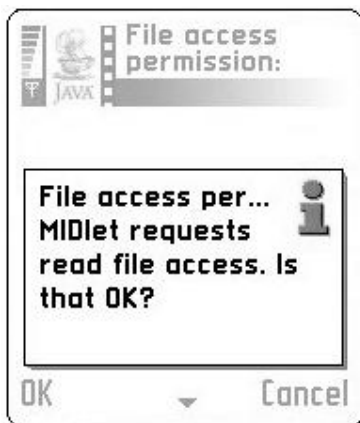 File access
permission:
JAVA
File access per...
MIDlet requests
read file access. Is
that OK?
OK
Cancel